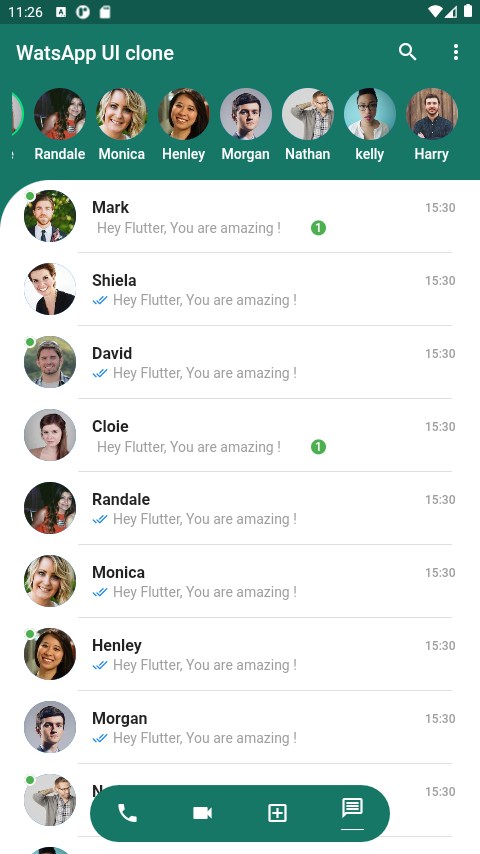 11:26
WatsApp UI clone
Randale Monica Henley Morgan Nathan kelly Harry
Mark 15:30
Hey Flutter, You are amazing ! 1
Shiela 15:30
Hey Flutter, You are amazing !
David 15:30
Hey Flutter, You are amazing !
Cloie 15:30
Hey Flutter, You are amazing ! 1
Randale 15:30
Hey Flutter, You are amazing !
Monica 15:30
Hey Flutter, You are amazing !
Henley 15:30
Hey Flutter, You are amazing !
Morgan 15:30
Hey Flutter, You are amazing !
15:30